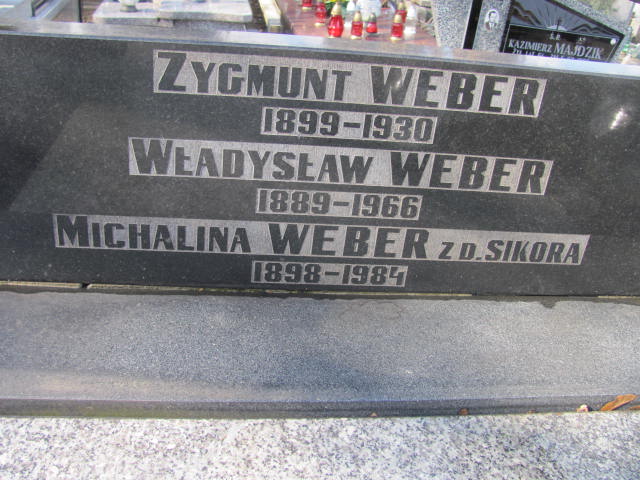 Ś.P.
KAZIMIERZ MAJDZIK
ZYGMUNT WEBER
1899-1930
WŁADYSŁAW WEBER
1889-1966
MICHALINA WEBER Z D. SIKORA
1898-1984